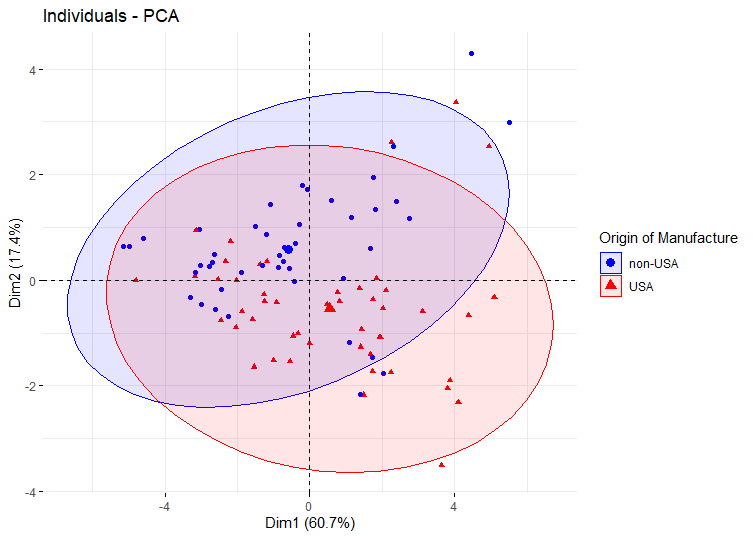 Individuals - PCA
4
2
0
-2
-4
Dim2 (17.4%)
-4
0
4
Dim1 (60.7%)
Origin of Manufacture
non-USA
USA